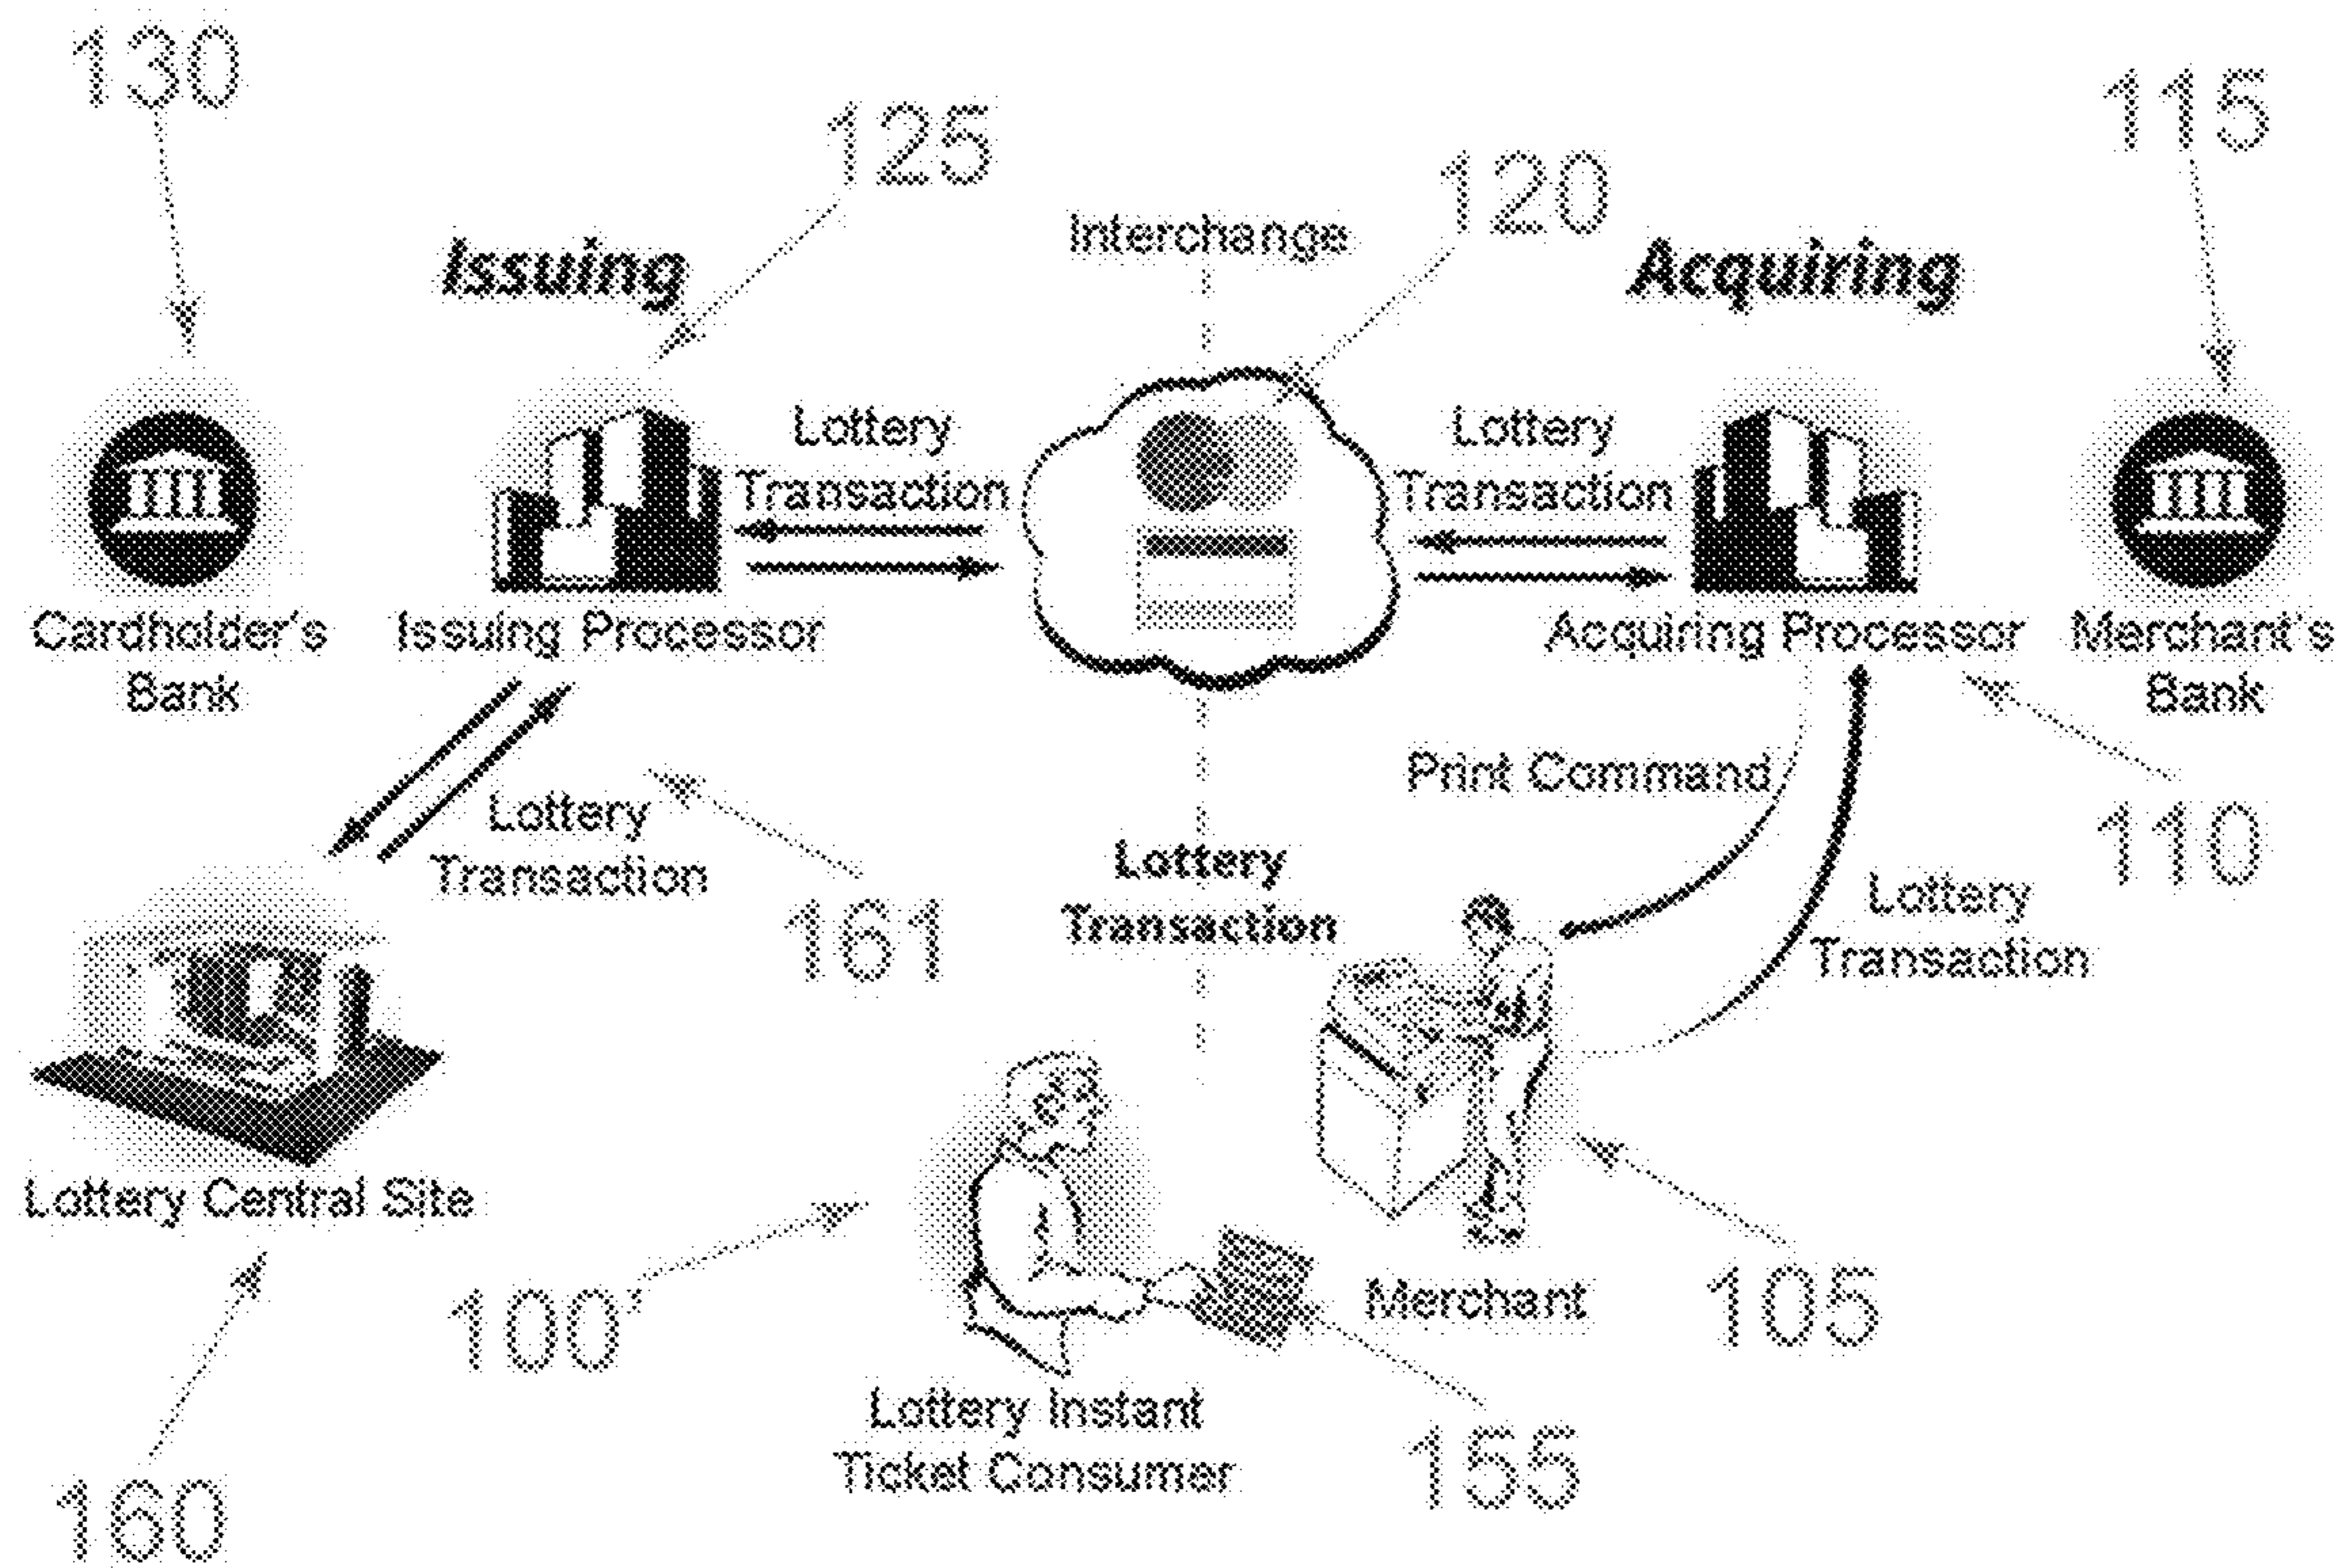 130
125
115
120
Interchange
Issuing
Acquiring
Lottery
Transaction
Lottery
Transaction
Cardholder's
Bank
Issuing Processor
Acquiring Processor
Merchant's
Bank
Print Command
110
Lottery
Transaction
161
Lottery
Transaction
Lottery
Transaction
Lottery Central Site
100'
Merchant
105
Lottery Instant
Ticket Consumer
155
160